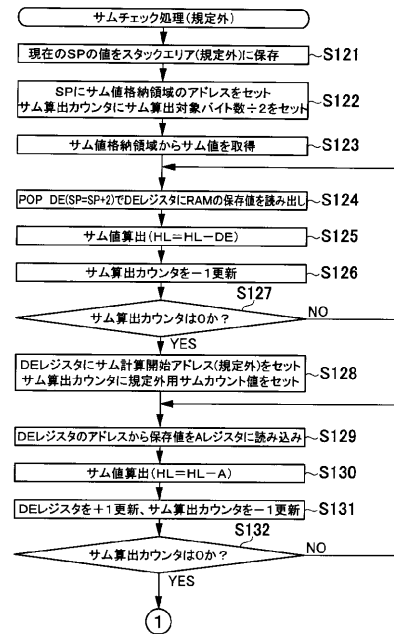 サムチェック処理(規定外)
現在のSPの値をスタックエリア(規定外)に保存
S121
SPにサム値格納領域のアドレスをセット
サム算出カウンタにサム算出対象バイト数÷2をセット
S122
サム値格納領域からサム値を取得
S123
POP DE(SP=SP+2)でDEレジスタにRAMの保存値を読み出し
S124
サム値算出(HL=HL-DE)
S125
サム算出カウンタを-1更新
S126
S127
サム算出カウンタは0か?
NO
YES
DEレジスタにサム計算開始アドレス(規定外)をセット
サム算出カウンタに規定外用サムカウント値をセット
S128
DEレジスタのアドレスから保存値をAレジスタに読み込み
S129
サム値算出(HL=HL-A)
S130
DEレジスタを+1更新、サム算出カウンタを-1更新
S131
S132
サム算出カウンタは0か?
NO
YES
1